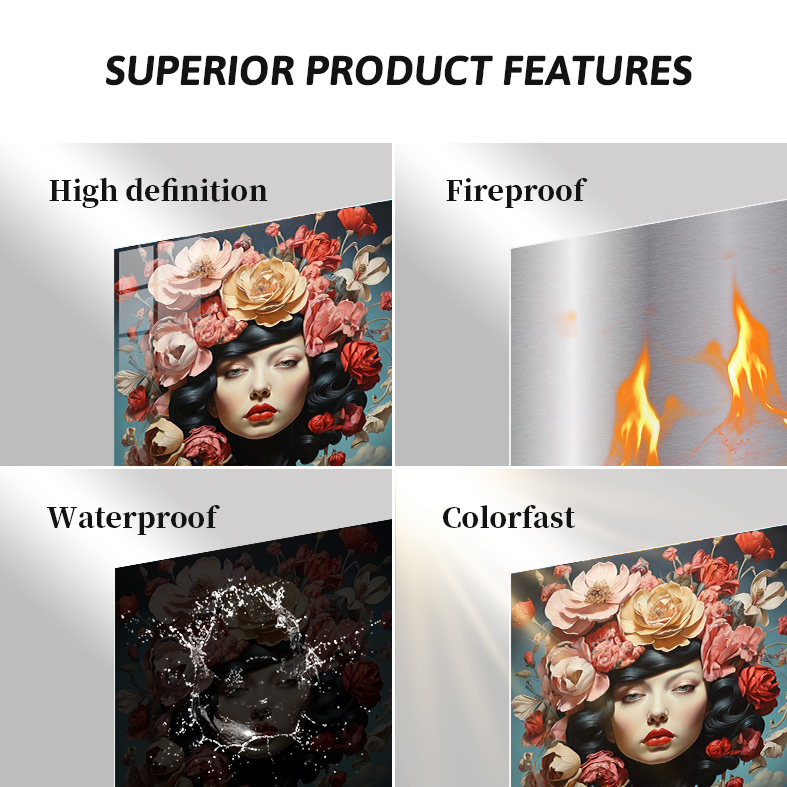 SUPERIOR PRODUCT FEATURES
High definition
Fireproof
Waterproof
Colorfast